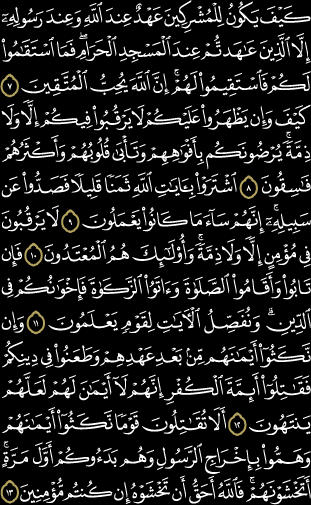 كَيْفَ يَكُونُ لِلْمُشْرِكِينَ عَهْدٌ عِندَ ٱللَّهِ وَعِندَ رَسُولِهِۦٓ
إِلَّا ٱلَّذِينَ عَٰهَدتُّمْ عِندَ ٱلْمَسْجِدِ ٱلْحَرَامِ ۖ فَمَا ٱسْتَقَٰمُوا۟
لَكُمْ فَٱسْتَقِيمُوا۟ لَهُمْ ۚ إِنَّ ٱللَّهَ يُحِبُّ ٱلْمُتَّقِينَ ٧
كَيْفَ وَإِن يَظْهَرُوا۟ عَلَيْكُمْ لَا يَرْقُبُوا۟ فِيكُمْ إِلًّا وَلَا
ذِمَّةً ۚ يُرْضُونَكُم بِأَفْوَٰهِهِمْ وَتَأْبَىٰ قُلُوبُهُمْ وَأَكْثَرُهُمْ
فَٰسِقُونَ ٨ ٱشْتَرَوْا۟ بِـَٔايَٰتِ ٱللَّهِ ثَمَنًا قَلِيلًا فَصَدُّوا۟ عَن
سَبِيلِهِۦٓ ۚ إِنَّهُمْ سَآءَ مَا كَانُوا۟ يَعْمَلُونَ ٩ لَا يَرْقُبُونَ
فِى مُؤْمِنٍ إِلًّا وَلَا ذِمَّةً ۚ وَأُو۟لَٰٓئِكَ هُمُ ٱلْمُعْتَدُونَ ١٠ فَإِن
تَابُوا۟ وَأَقَامُوا۟ ٱلصَّلَوٰةَ وَءَاتَوُا۟ ٱلزَّكَوٰةَ فَإِخْوَٰنُكُمْ فِى
ٱلدِّينِ ۗ وَنُفَصِّلُ ٱلْـَٔايَٰتِ لِقَوْمٍ يَعْلَمُونَ ١١ وَإِن
نَّكَثُوٓا۟ أَيْمَٰنَهُم مِّنۢ بَعْدِ عَهْدِهِمْ وَطَعَنُوا۟ فِى دِينِكُمْ
فَقَٰتِلُوٓا۟ أَئِمَّةَ ٱلْكُفْرِ ۙ إِنَّهُمْ لَآ أَيْمَٰنَ لَهُمْ لَعَلَّهُمْ
يَنتَهُونَ ١٢ أَلَا تُقَٰتِلُونَ قَوْمًا نَّكَثُوٓا۟ أَيْمَٰنَهُمْ
وَهَمُّوا۟ بِإِخْرَاجِ ٱلرَّسُولِ وَهُم بَدَءُوكُمْ أَوَّلَ مَرَّةٍ ۚ
أَتَخْشَوْنَهُمْ ۚ فَٱللَّهُ أَحَقُّ أَن تَخْشَوْهُ إِن كُنتُم مُّؤْمِنِينَ ١٣